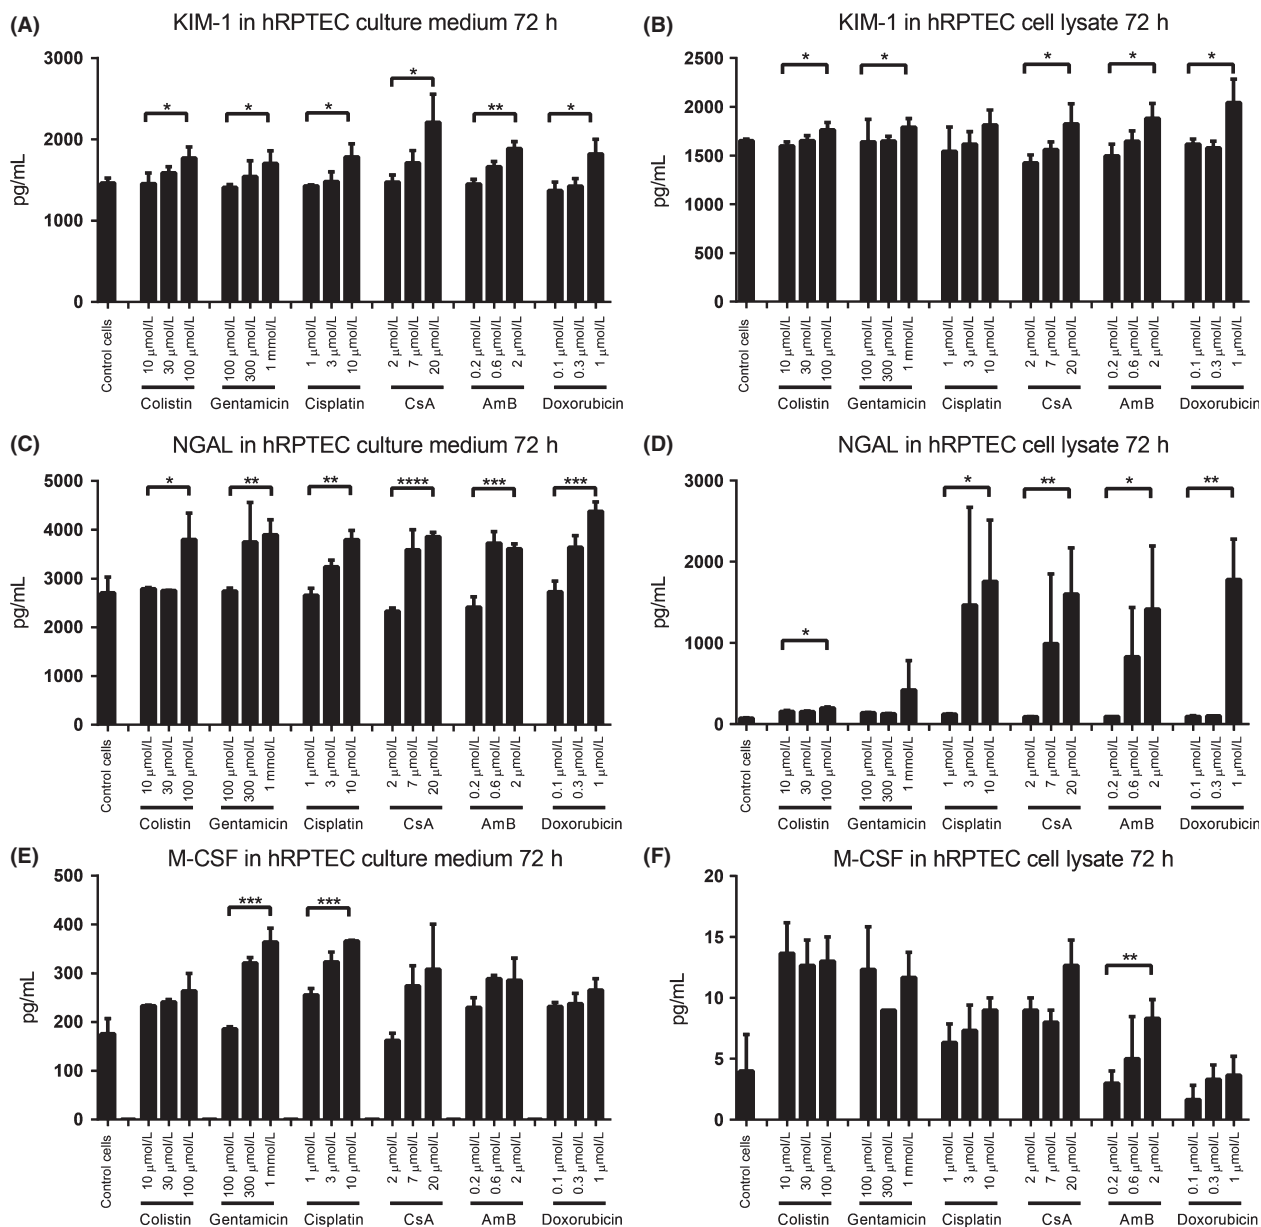 (A) KIM-1 in hRPTEC culture medium 72 h
3000
2000
1000
0
pg/mL
* * * * ** *
Control cells
10 µmol/L
30 µmol/L
100 µmol/L
100 µmol/L
300 µmol/L
1 mmol/L
1 µmol/L
3 µmol/L
10 µmol/L
2 µmol/L
7 µmol/L
20 µmol/L
0.2 µmol/L
0.6 µmol/L
2 µmol/L
0.1 µmol/L
0.3 µmol/L
1 µmol/L
Colistin Gentamicin Cisplatin CsA AmB Doxorubicin
(B) KIM-1 in hRPTEC cell lysate 72 h
2500
2000
1500
1000
500
0
pg/mL
* * * * *
Control cells
10 µmol/L
30 µmol/L
100 µmol/L
100 µmol/L
300 µmol/L
1 mmol/L
1 µmol/L
3 µmol/L
10 µmol/L
2 µmol/L
7 µmol/L
20 µmol/L
0.2 µmol/L
0.6 µmol/L
2 µmol/L
0.1 µmol/L
0.3 µmol/L
1 µmol/L
Colistin Gentamicin Cisplatin CsA AmB Doxorubicin
(C) NGAL in hRPTEC culture medium 72 h
5000
4000
3000
2000
1000
0
pg/mL
* ** ** **** *** ***
Control cells
10 µmol/L
30 µmol/L
100 µmol/L
100 µmol/L
300 µmol/L
1 mmol/L
1 µmol/L
3 µmol/L
10 µmol/L
2 µmol/L
7 µmol/L
20 µmol/L
0.2 µmol/L
0.6 µmol/L
2 µmol/L
0.1 µmol/L
0.3 µmol/L
1 µmol/L
Colistin Gentamicin Cisplatin CsA AmB Doxorubicin
(D) NGAL in hRPTEC cell lysate 72 h
3000
2000
1000
0
pg/mL
* * ** * **
Control cells
10 µmol/L
30 µmol/L
100 µmol/L
100 µmol/L
300 µmol/L
1 mmol/L
1 µmol/L
3 µmol/L
10 µmol/L
2 µmol/L
7 µmol/L
20 µmol/L
0.2 µmol/L
0.6 µmol/L
2 µmol/L
0.1 µmol/L
0.3 µmol/L
1 µmol/L
Colistin Gentamicin Cisplatin CsA AmB Doxorubicin
(E) M-CSF in hRPTEC culture medium 72 h
500
400
300
200
100
0
pg/mL
*** ***
Control cells
10 µmol/L
30 µmol/L
100 µmol/L
100 µmol/L
300 µmol/L
1 mmol/L
1 µmol/L
3 µmol/L
10 µmol/L
2 µmol/L
7 µmol/L
20 µmol/L
0.2 µmol/L
0.6 µmol/L
2 µmol/L
0.1 µmol/L
0.3 µmol/L
1 µmol/L
Colistin Gentamicin Cisplatin CsA AmB Doxorubicin
(F) M-CSF in hRPTEC cell lysate 72 h
20
15
10
5
0
pg/mL
**
Control cells
10 µmol/L
30 µmol/L
100 µmol/L
100 µmol/L
300 µmol/L
1 mmol/L
1 µmol/L
3 µmol/L
10 µmol/L
2 µmol/L
7 µmol/L
20 µmol/L
0.2 µmol/L
0.6 µmol/L
2 µmol/L
0.1 µmol/L
0.3 µmol/L
1 µmol/L
Colistin Gentamicin Cisplatin CsA AmB Doxorubicin